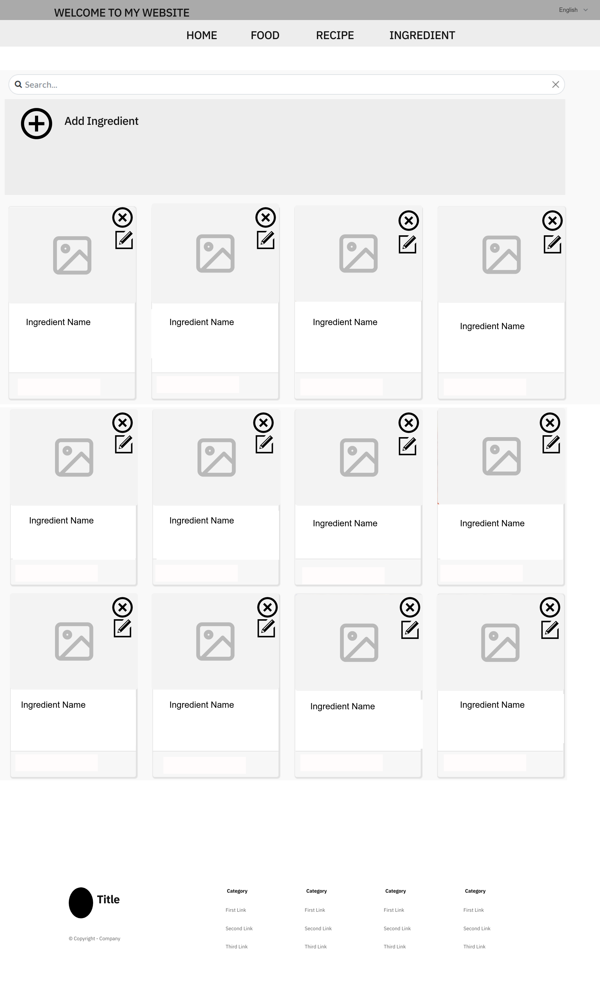 WELCOME TO MY WEBSITE
English
HOME FOOD RECIPE INGREDIENT
Search...
Add Ingredient
Ingredient Name Ingredient Name Ingredient Name Ingredient Name
Ingredient Name Ingredient Name Ingredient Name Ingredient Name
Ingredient Name Ingredient Name Ingredient Name Ingredient Name
Title
© Copyright - Company
Category Category Category Category
First Link First Link First Link First Link
Second Link Second Link Second Link Second Link
Third Link Third Link Third Link Third Link